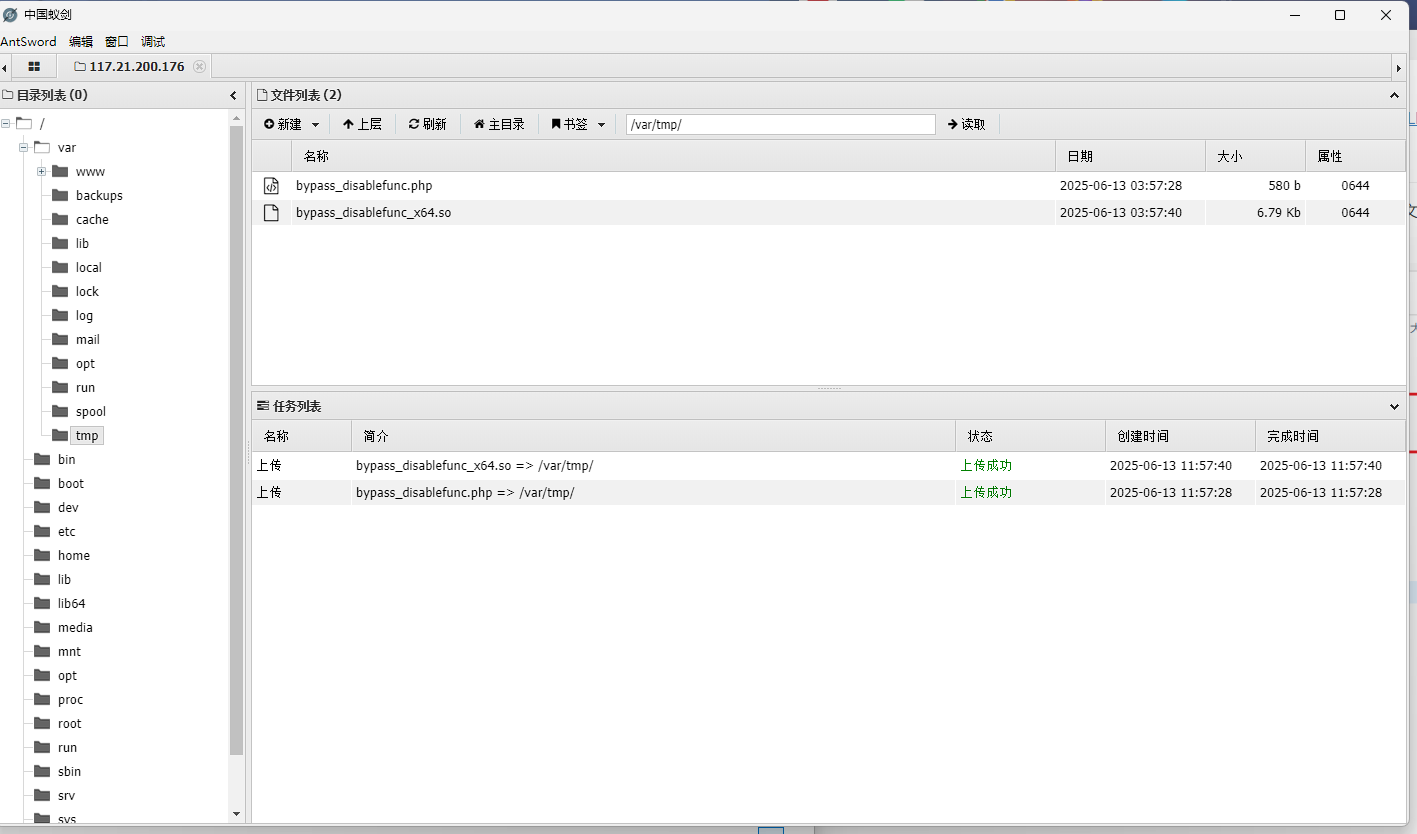 中国蚁剑
AntSword 编辑 窗口 调试
117.21.200.176
目录列表 (0)
/
var
www
backups
cache
lib
local
lock
log
mail
opt
run
spool
tmp
bin
boot
dev
etc
home
lib
lib64
media
mnt
opt
proc
root
run
sbin
srv
sys
文件列表 (2)
新建 上层 刷新 主目录 书签 /var/tmp/ 读取
名称 日期 大小 属性
bypass_disablefunc.php 2025-06-13 03:57:28 580 b 0644
bypass_disablefunc_x64.so 2025-06-13 03:57:40 6.79 Kb 0644
任务列表
名称 简介 状态 创建时间 完成时间
上传 bypass_disablefunc_x64.so => /var/tmp/ 上传成功 2025-06-13 11:57:40 2025-06-13 11:57:40
上传 bypass_disablefunc.php => /var/tmp/ 上传成功 2025-06-13 11:57:28 2025-06-13 11:57:28